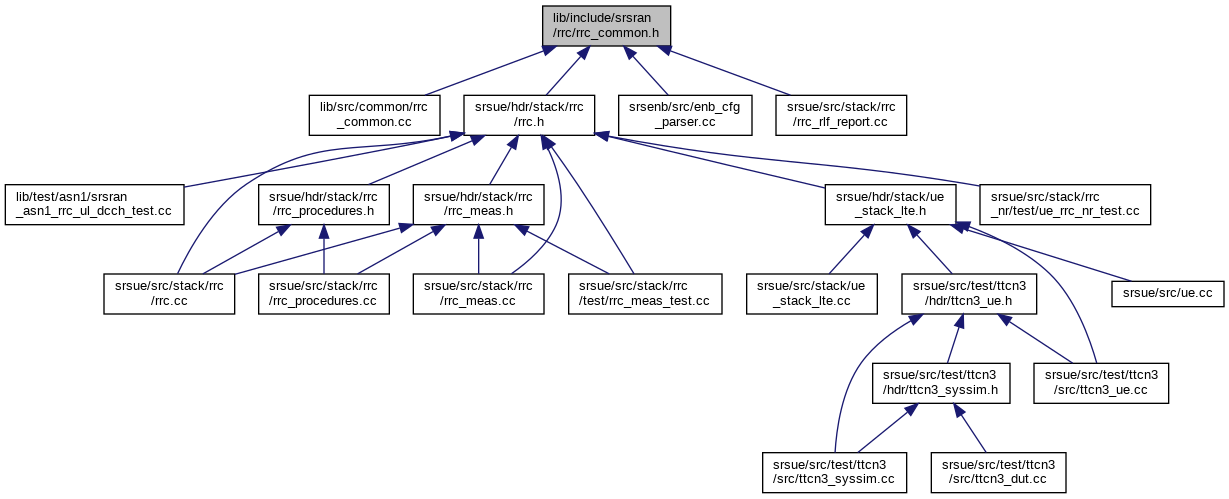 lib/include/srsran
/rrc/rrc_common.h
lib/src/common/rrc
_common.cc
srsue/hdr/stack/rrc
/rrc.h
srsenb/src/enb_cfg
_parser.cc
srsue/src/stack/rrc
/rrc_rlf_report.cc
lib/test/asn1/srsran
_asn1_rrc_ul_dcch_test.cc
srsue/hdr/stack/rrc
/rrc_procedures.h
srsue/hdr/stack/rrc
/rrc_meas.h
srsue/hdr/stack/ue
_stack_lte.h
srsue/src/stack/rrc
_nr/test/ue_rrc_nr_test.cc
srsue/src/stack/rrc
/rrc.cc
srsue/src/stack/rrc
/rrc_procedures.cc
srsue/src/stack/rrc
/rrc_meas.cc
srsue/src/stack/rrc
/test/rrc_meas_test.cc
srsue/src/stack/ue
_stack_lte.cc
srsue/src/test/ttcn3
/hdr/ttcn3_ue.h
srsue/src/ue.cc
srsue/src/test/ttcn3
/hdr/ttcn3_syssim.h
srsue/src/test/ttcn3
/src/ttcn3_ue.cc
srsue/src/test/ttcn3
/src/ttcn3_syssim.cc
srsue/src/test/ttcn3
/src/ttcn3_dut.cc